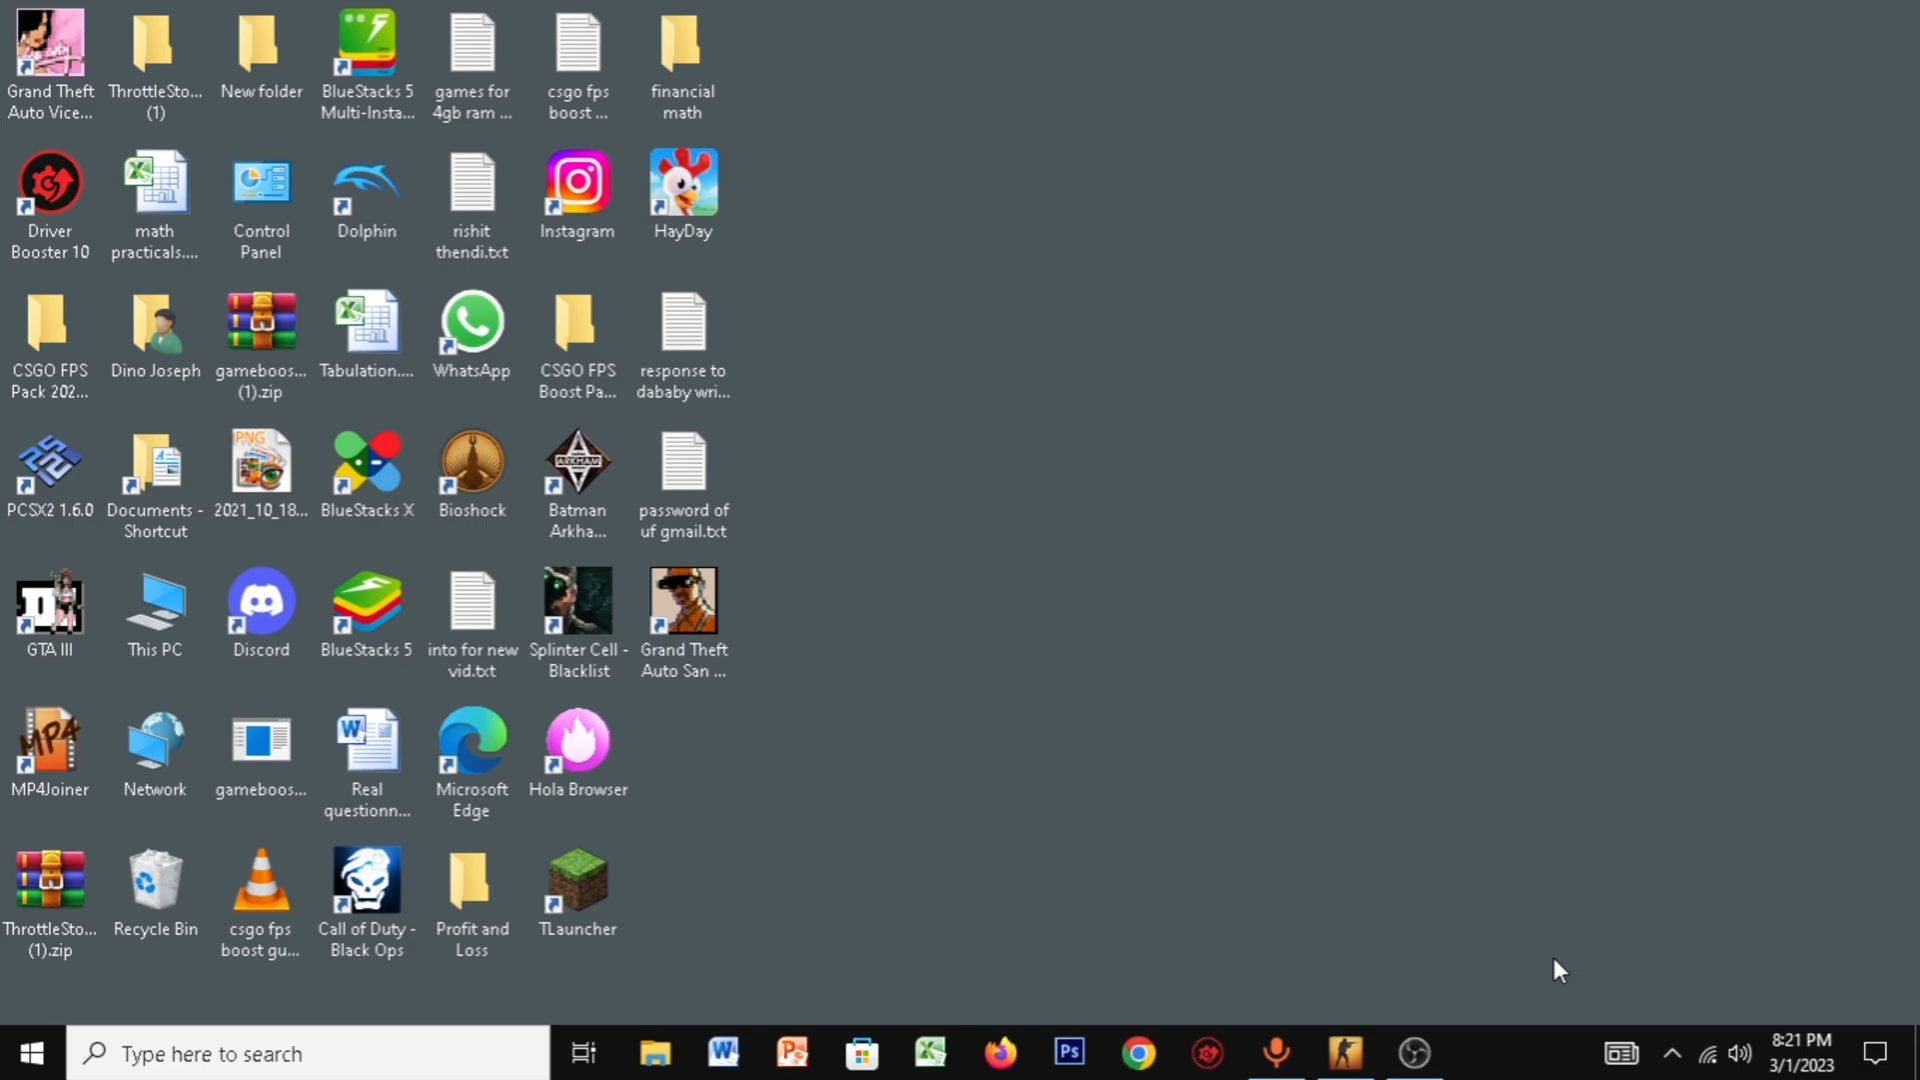 Grand Theft
Auto Vice...
ThrottleSto...
(1)
New folder
BlueStacks 5
Multi-Insta...
games for
4gb ram ...
csgo fps
boost ...
financial
math
Driver
Booster 10
math
practicals....
Control
Panel
Dolphin
rishit
thendi.txt
Instagram
HayDay
CSGO FPS
Pack 202...
Dino Joseph
gameboos...
(1).zip
Tabulation....
WhatsApp
CSGO FPS
Boost Pa...
response to
dababy wri...
PNG
ARKHAM
PCSX2 1.6.0
Documents -
Shortcut
2021_10_18...
BlueStacks X
Bioshock
Batman
Arkha...
password of
uf gmail.txt
GTA III
This PC
Discord
BlueStacks 5
into for new
vid.txt
Splinter Cell -
Blacklist
Grand Theft
Auto San ...
MP4
MP4Joiner
Network
gameboos...
Real
questionn...
Microsoft
Edge
Hola Browser
ThrottleSto...
(1).zip
Recycle Bin
csgo fps
boost gu...
Call of Duty -
Black Ops
Profit and
Loss
TLauncher
Type here to search
Ps
8:21 PM
3/1/2023